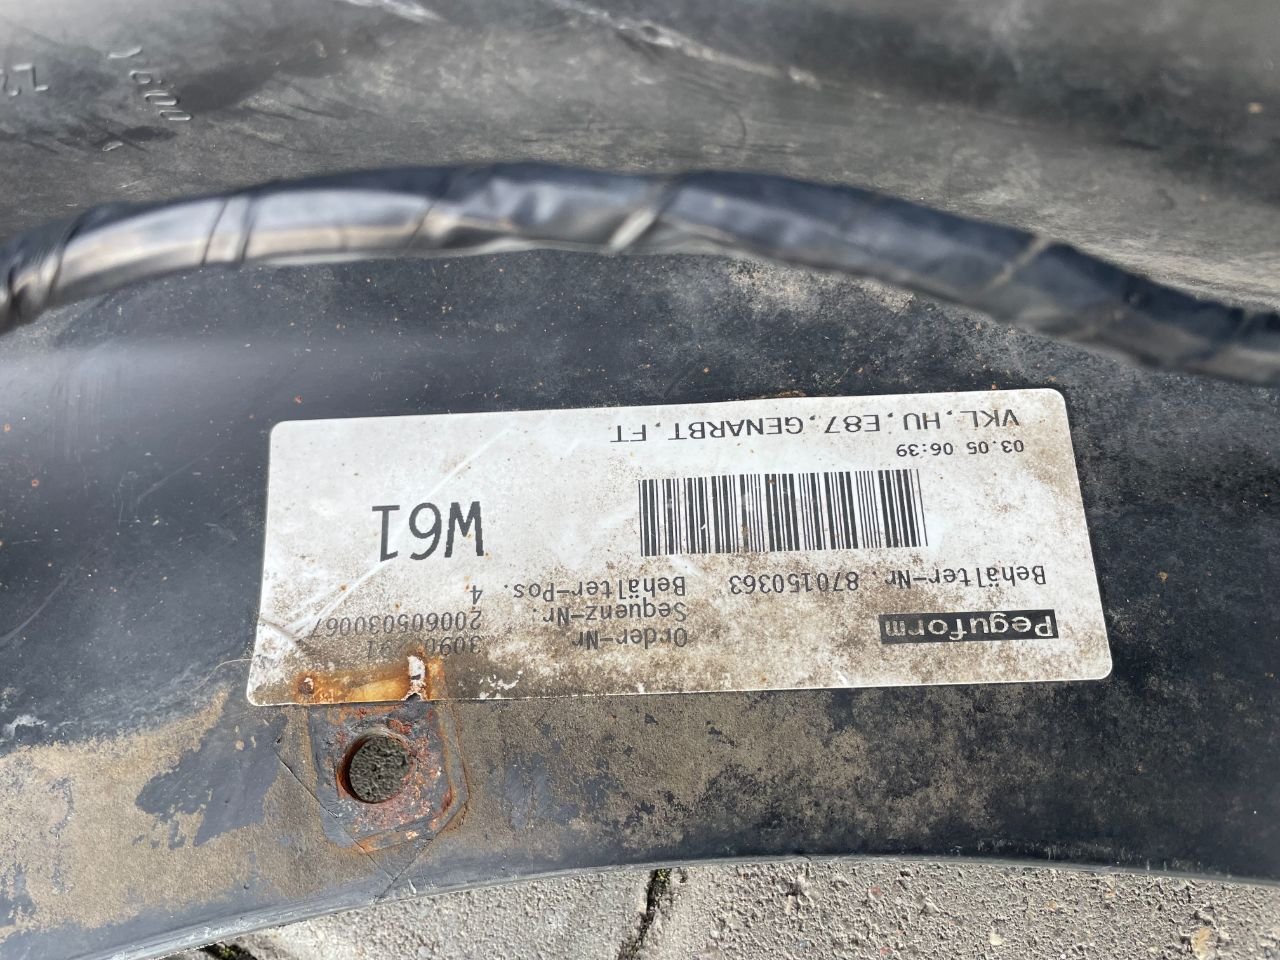 Peguform
Order-Nr
Sequenz-Nr: 200605030067
Behälter-Nr. 870150363 Behälter-Pos. 4
W61
03.05 06:39
VKL,HU,E87,GENARBT,FT